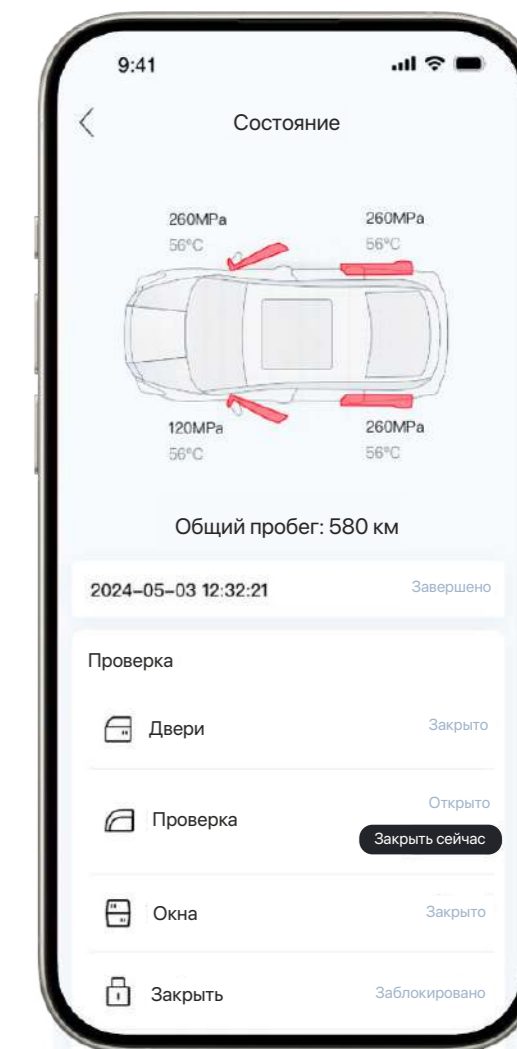 9:41
Состояние
260MPa 260MPa
56°C 56°C
120MPa 260MPa
56°C 56°C
Общий пробег: 580 км
2024-05-03 12:32:21 Завершено
Проверка
Двери Закрыто
Проверка Открыто
Закрыть сейчас
Окна Закрыто
Закрыть Заблокировано